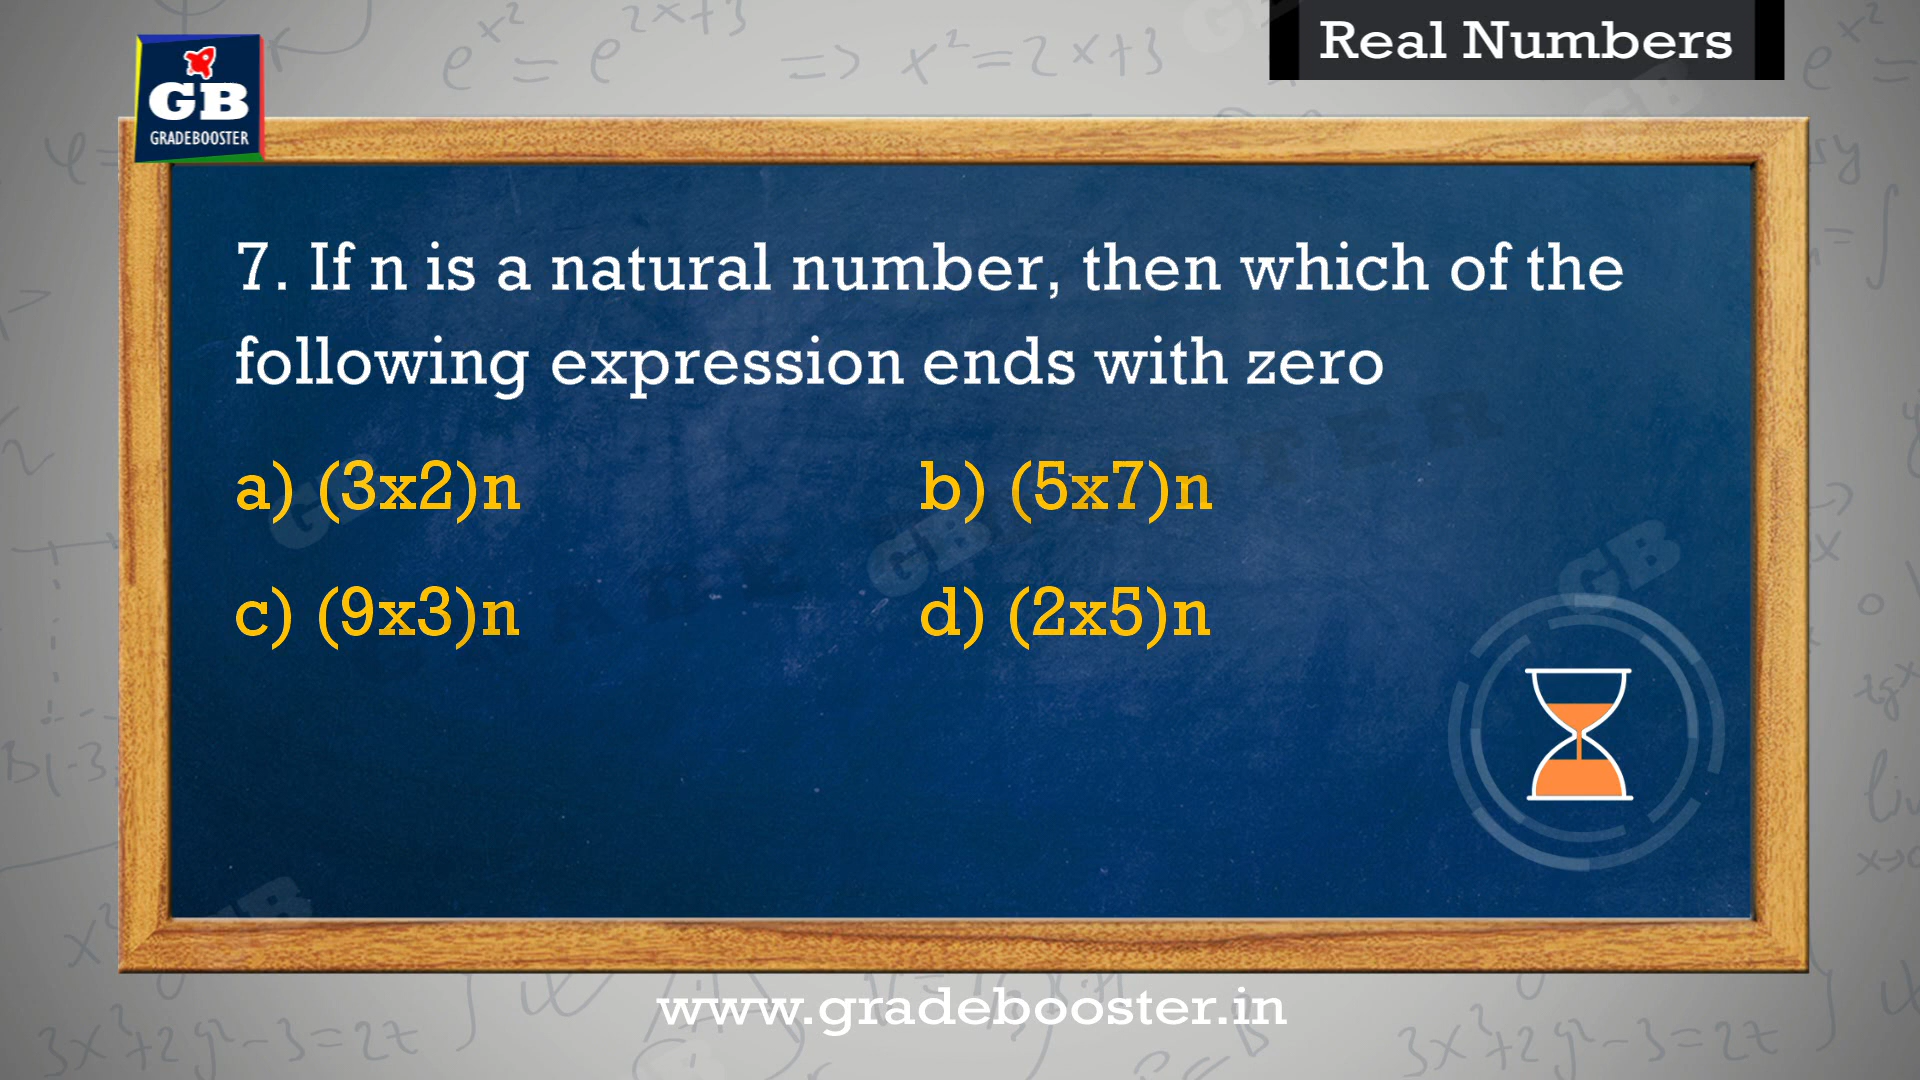 Real Numbers
GB
GRADEBOOSTER
7. If n is a natural number, then which of the
following expression ends with zero
a) (3x2)n
b) (5x7)n
c) (9x3)n
d) (2x5)n
www.gradebooster.in